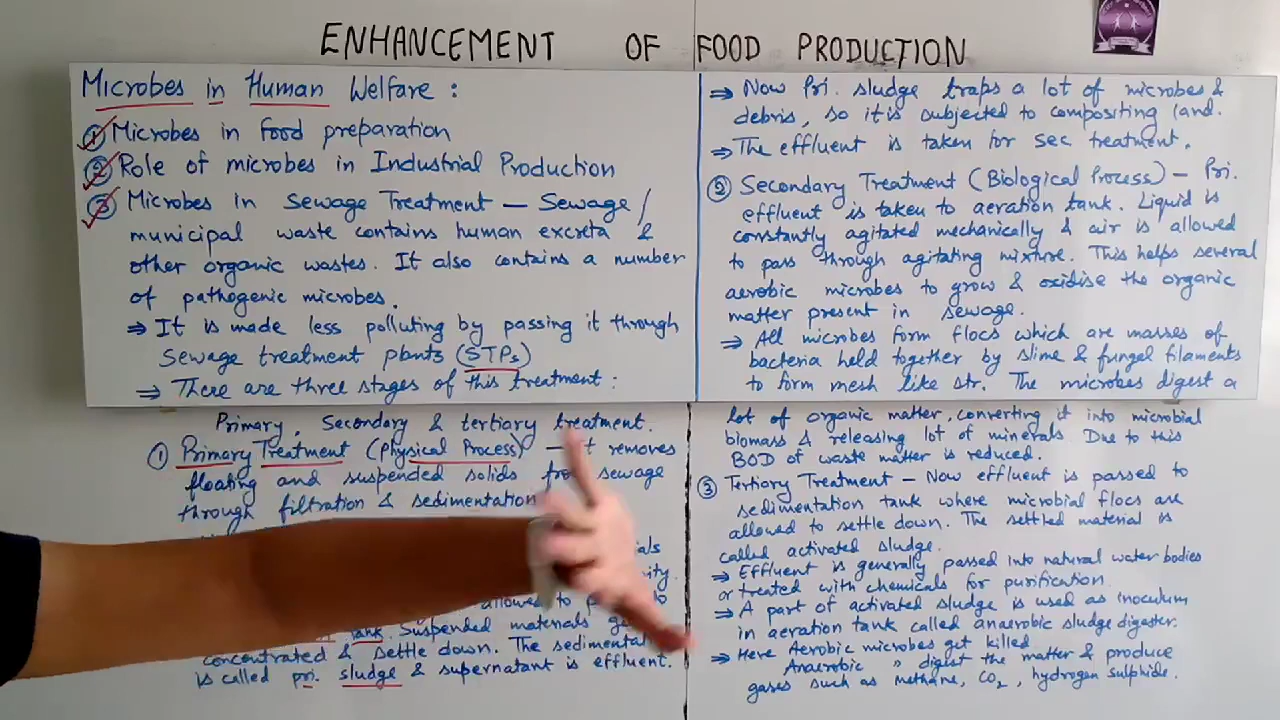 ENHANCEMENT OF FOOD PRODUCTION
Microbes in Human Welfare :
① Microbes in food preparation
② Role of microbes in Industrial Production
③ Microbes in Sewage Treatment – Sewage/
municipal waste contains human excreta &
other organic wastes. It also contains a number
of pathogenic microbes.
⇒ It is made less polluting by passing it through
Sewage treatment plants (STPs)
⇒ There are three stages of this treatment :
Primary, Secondary & tertiary treatment.
① Primary Treatment (Physical Process) – It removes
floating and suspended solids from sewage
through filtration & sedimentation
allowed to
tank. Suspended materials
concentrated & settle down. The sedimental
is called pri. sludge & supernatant is effluent.
⇒ Now Pri. sludge traps a lot of microbes &
debris, so it is subjected to compositing land.
⇒ The effluent is taken for sec treatment.
② Secondary Treatment (Biological Process) – Pri.
effluent is taken to aeration tank. Liquid is
constantly agitated mechanically & air is allowed
to pass through agitating mixture. This helps several
aerobic microbes to grow & oxidise the organic
matter present in sewage.
⇒ All microbes form flocs which are masses of
bacteria held together by slime & fungel filaments
to form mesh like str. The microbes digest a
lot of organic matter, converting it into microbial
biomass & releasing lot of minerals Due to this
BOD of waste matter is reduced.
③ Tertiary Treatment – Now effluent is passed to
sedimentation tank where microbial flocs are
allowed to settle down. The settled material is
called activated sludge.
⇒ Effluent is generally passed into natural water bodies
or treated with chemicals for purification.
⇒ A part of activated sludge is used as inoculum
in aeration tank called anaerobic sludge digester.
⇒ Here Aerobic microbes get killed
Anaerobic " digest the matter & produce
gases such as methane, CO₂, hydrogen sulphide.